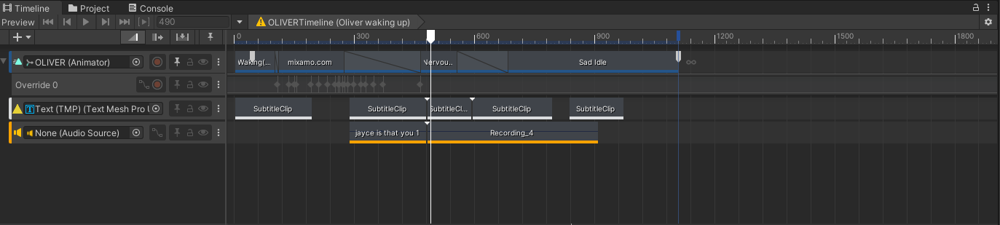 Timeline Project Console
Preview 490 OLIVERTimeline (Oliver waking up)
0 300 600 900 1200 1500 1800
OLIVER (Animator) Waking(... mixamo.com Nervou.. Sad Idle
Override 0
Text (TMP) (Text Mesh Pro U SubtitleClip SubtitleClip SubtitleCl... SubtitleClip SubtitleClip
None (Audio Source) jayce is that you 1 Recording_4